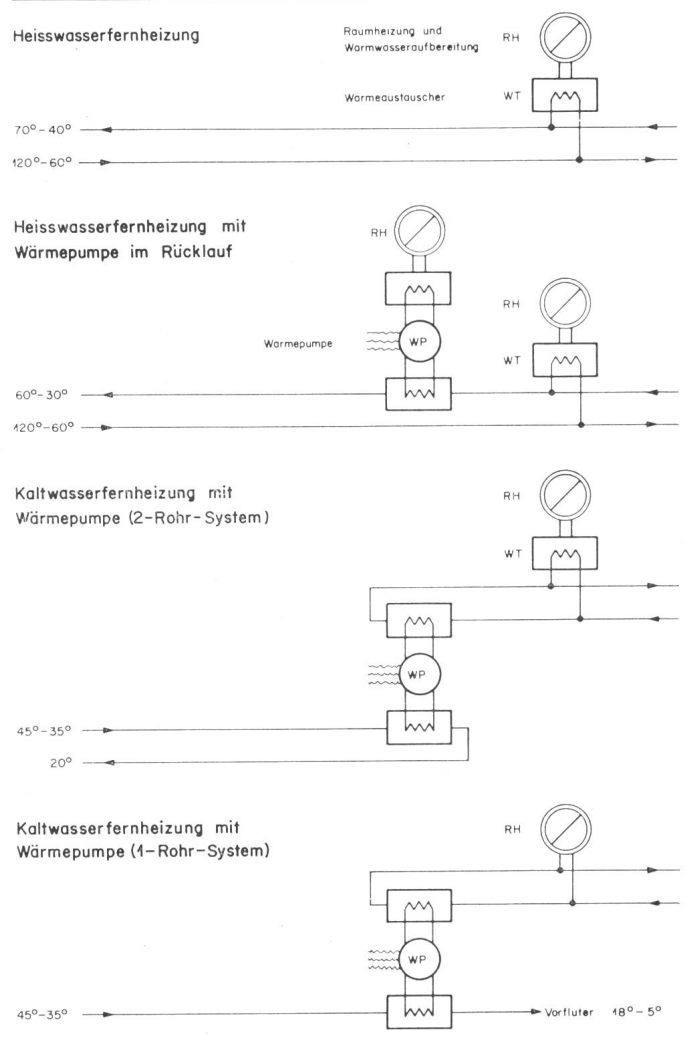 Heisswasserfernheizung
Raumheizung und
Warmwasseraufbereitung
RH
Wärmeaustauscher
WT
70°-40°
120°-60°
Heisswasserfernheizung mit
Wärmepumpe im Rücklauf
RH
RH
Wärmepumpe
WP
WT
60°-30°
120°-60°
Kaltwasserfernheizung mit
Wärmepumpe (2-Rohr-System)
RH
WT
WP
45°-35°
20°
Kaltwasserfernheizung mit
Wärmepumpe (1-Rohr-System)
RH
WP
45°-35°
Vorfluter 18°-5°